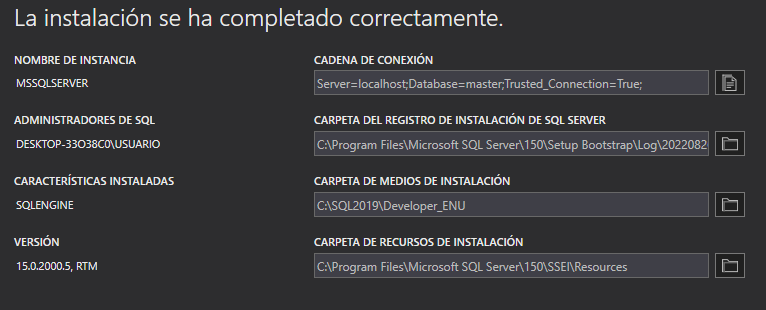 La instalación se ha completado correctamente.
NOMBRE DE INSTANCIA
MSSQLSERVER
CADENA DE CONEXIÓN
Server=localhost;Database=master;Trusted_Connection=True;
ADMINISTRADORES DE SQL
DESKTOP-33O38C0\USUARIO
CARPETA DEL REGISTRO DE INSTALACIÓN DE SQL SERVER
C:\Program Files\Microsoft SQL Server\150\Setup Bootstrap\Log\2022082
CARACTERÍSTICAS INSTALADAS
SQLENGINE
CARPETA DE MEDIOS DE INSTALACIÓN
C:\SQL2019\Developer_ENU
VERSIÓN
15.0.2000.5, RTM
CARPETA DE RECURSOS DE INSTALACIÓN
C:\Program Files\Microsoft SQL Server\150\SSEI\Resources